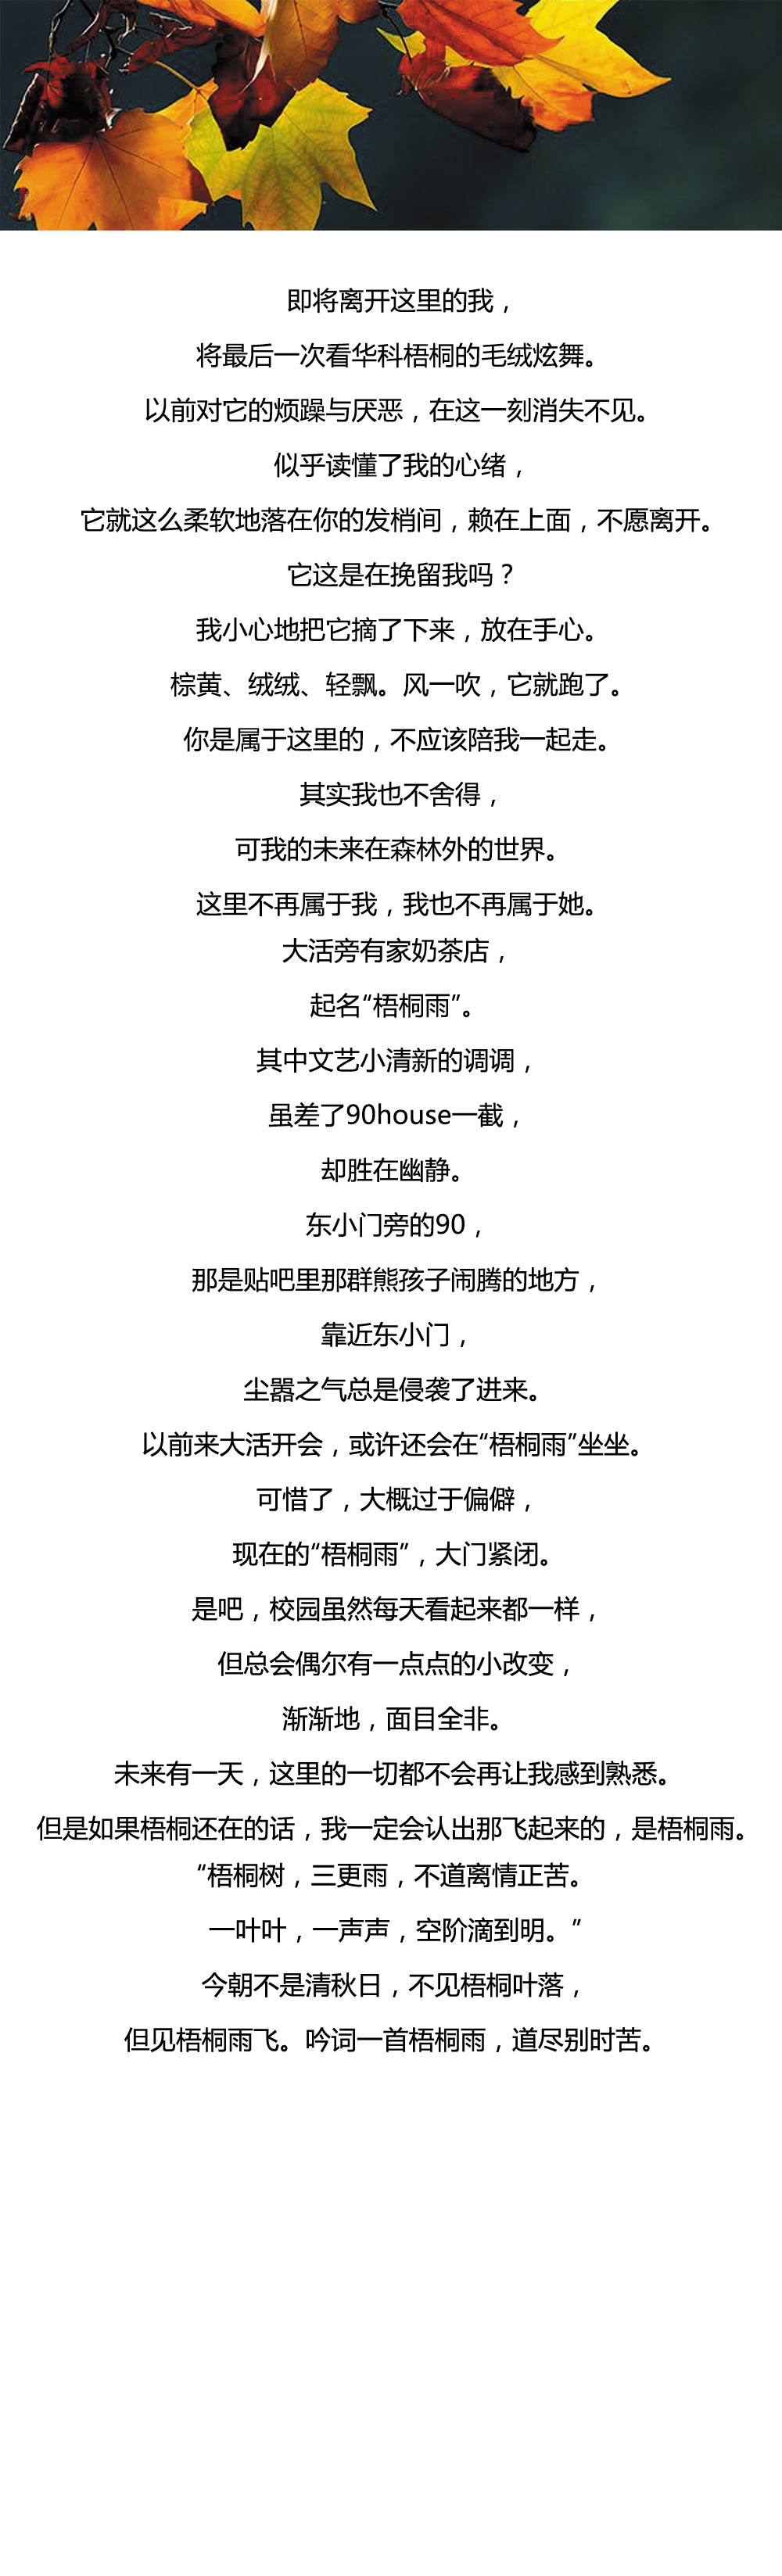 即将离开这里的我，
将最后一次看华科梧桐的毛绒炫舞。
以前对它的烦躁与厌恶，在这一刻消失不见。
似乎读懂了我的心绪，
它就这么柔软地落在你的发梢间，赖在上面，不愿离开。
它这是在挽留我吗？
我小心地把它摘了下来，放在手心。
棕黄、绒绒、轻飘。风一吹，它就跑了。
你是属于这里的，不应该陪我一起走。
其实我也不舍得，
可我的未来在森林外的世界。
这里不再属于我，我也不再属于她。
大活旁有家奶茶店，
起名“梧桐雨”。
其中文艺小清新的调调，
虽差了90house一截，
却胜在幽静。
东小门旁的90，
那是贴吧里那群熊孩子闹腾的地方，
靠近东小门，
尘嚣之气总是侵袭了进来。
以前来大活开会，或许还会在“梧桐雨”坐坐。
可惜了，大概过于偏僻，
现在的“梧桐雨”，大门紧闭。
是吧，校园虽然每天看起来都一样，
但总会偶尔有一点点的小改变，
渐渐地，面目全非。
未来有一天，这里的一切都不会再让我感到熟悉。
但是如果梧桐还在的话，我一定会认出那飞起来的，是梧桐雨。
“梧桐树，三更雨，不道离情正苦。
一叶叶，一声声，空阶滴到明。”
今朝不是清秋日，不见梧桐叶落，
但见梧桐雨飞。吟词一首梧桐雨，道尽别时苦。